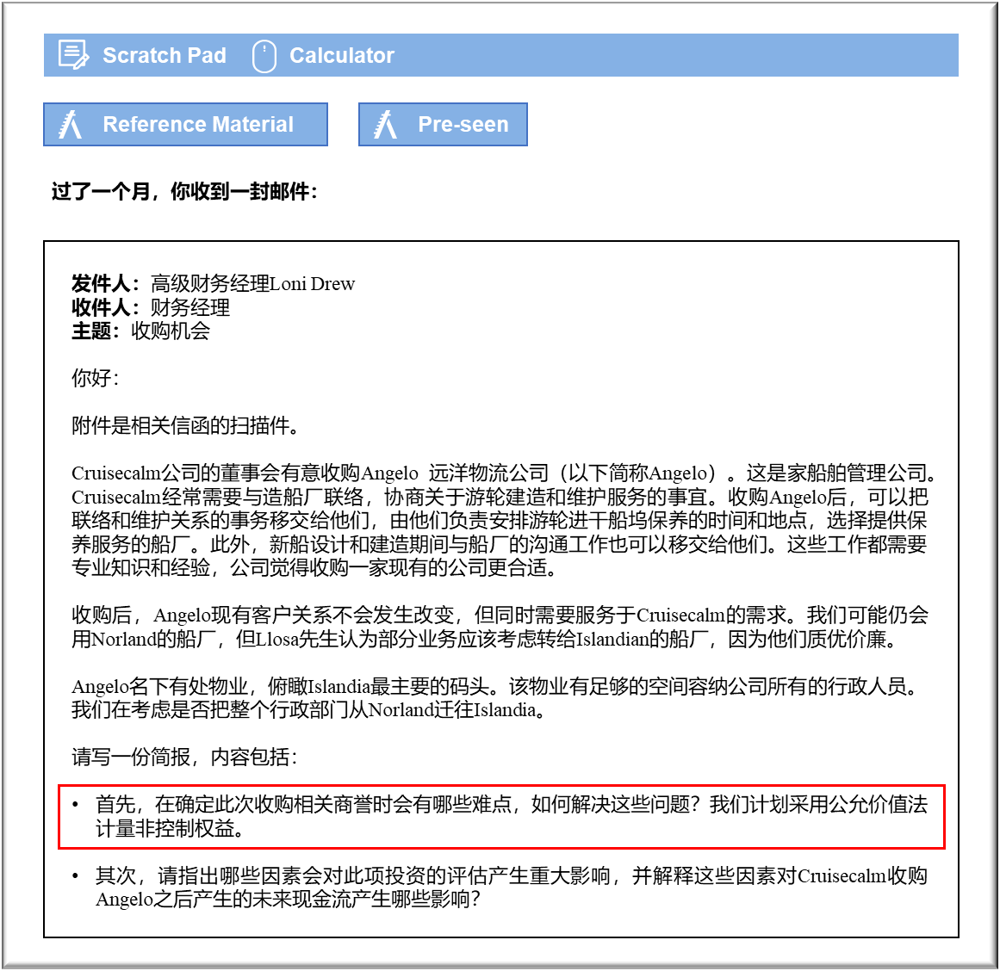 Scratch Pad Calculator
Reference Material Pre-seen
过了一个月，你收到一封邮件：
发件人：高级财务经理Loni Drew
收件人：财务经理
主题：收购机会
你好：
附件是相关信函的扫描件。
Cruisecalm公司的董事会有意收购Angelo 远洋物流公司（以下简称Angelo）。这是家船舶管理公司。
Cruisecalm经常需要与造船厂联络，协商关于游轮建造和维护服务的事宜。收购Angelo后，可以把
联络和维护关系的事务移交给他们，由他们负责安排游轮进干船坞保养的时间和地点，选择提供保
养服务的船厂。此外，新船设计和建造期间与船厂的沟通工作也可以移交给他们。这些工作都需要
专业知识和经验，公司觉得收购一家现有的公司更合适。
收购后，Angelo现有客户关系不会发生改变，但同时需要服务于Cruisecalm的需求。我们可能仍会
用Norland的船厂，但Llosa先生认为部分业务应该考虑转给Islandian的船厂，因为他们质优价廉。
Angelo名下有处物业，俯瞰Islandia最主要的码头。该物业有足够的空间容纳公司所有的行政人员。
我们在考虑是否把整个行政部门从Norland迁往Islandia。
请写一份简报，内容包括：
• 首先，在确定此次收购相关商誉时会有哪些难点，如何解决这些问题？我们计划采用公允价值法
计量非控制权益。
• 其次，请指出哪些因素会对此项投资的评估产生重大影响，并解释这些因素对Cruisecalm收购
Angelo之后产生的未来现金流产生哪些影响？